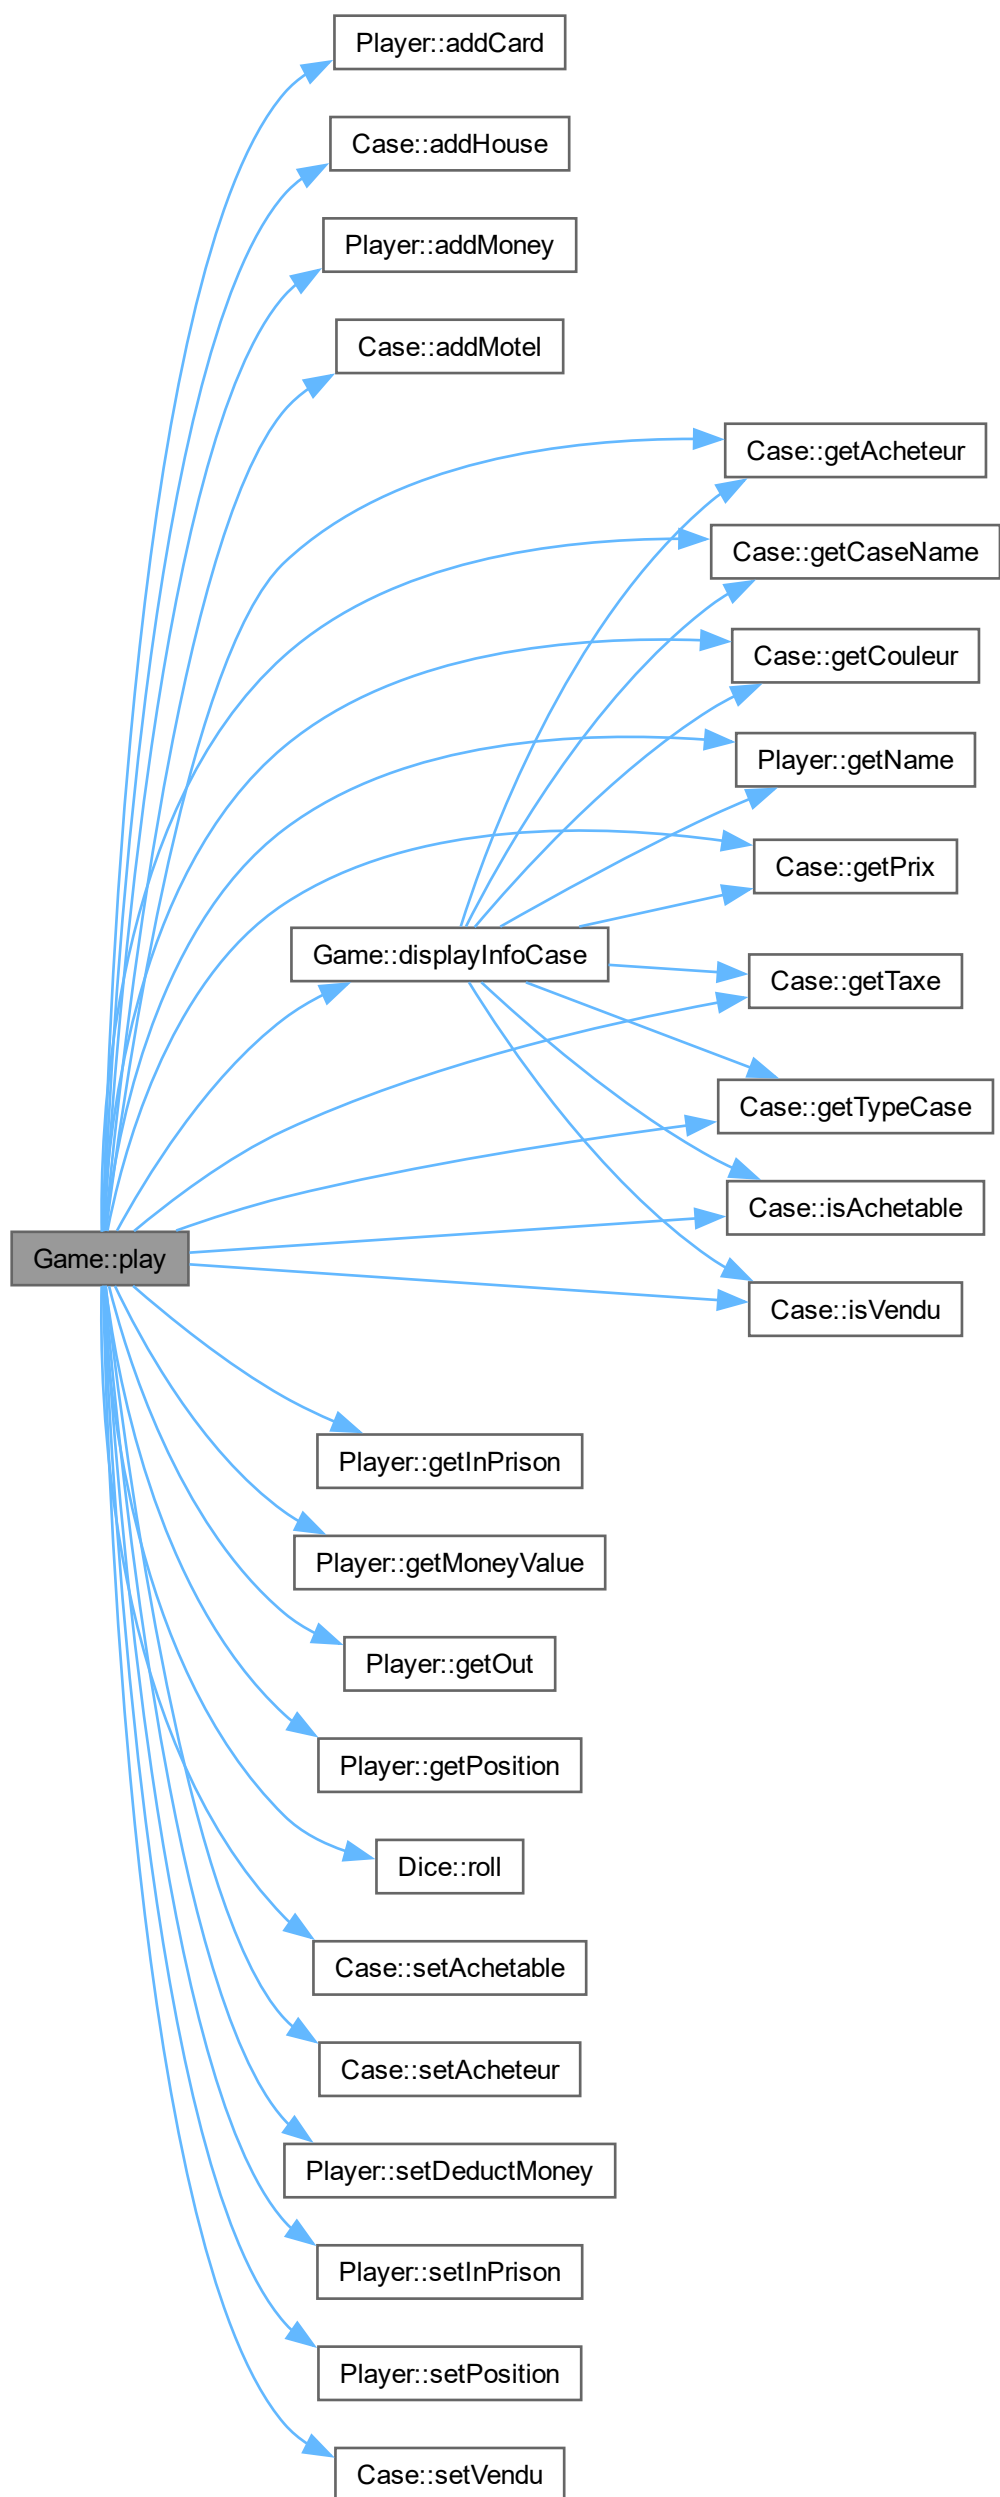 Player::addCard
Case::addHouse
Player::addMoney
Case::addMotel
Case::getAcheteur
Case::getCaseName
Case::getCouleur
Player::getName
Case::getPrix
Game::displayInfoCase
Case::getTaxe
Case::getTypeCase
Case::isAchetable
Game::play
Case::isVendu
Player::getInPrison
Player::getMoneyValue
Player::getOut
Player::getPosition
Dice::roll
Case::setAchetable
Case::setAcheteur
Player::setDeductMoney
Player::setInPrison
Player::setPosition
Case::setVendu